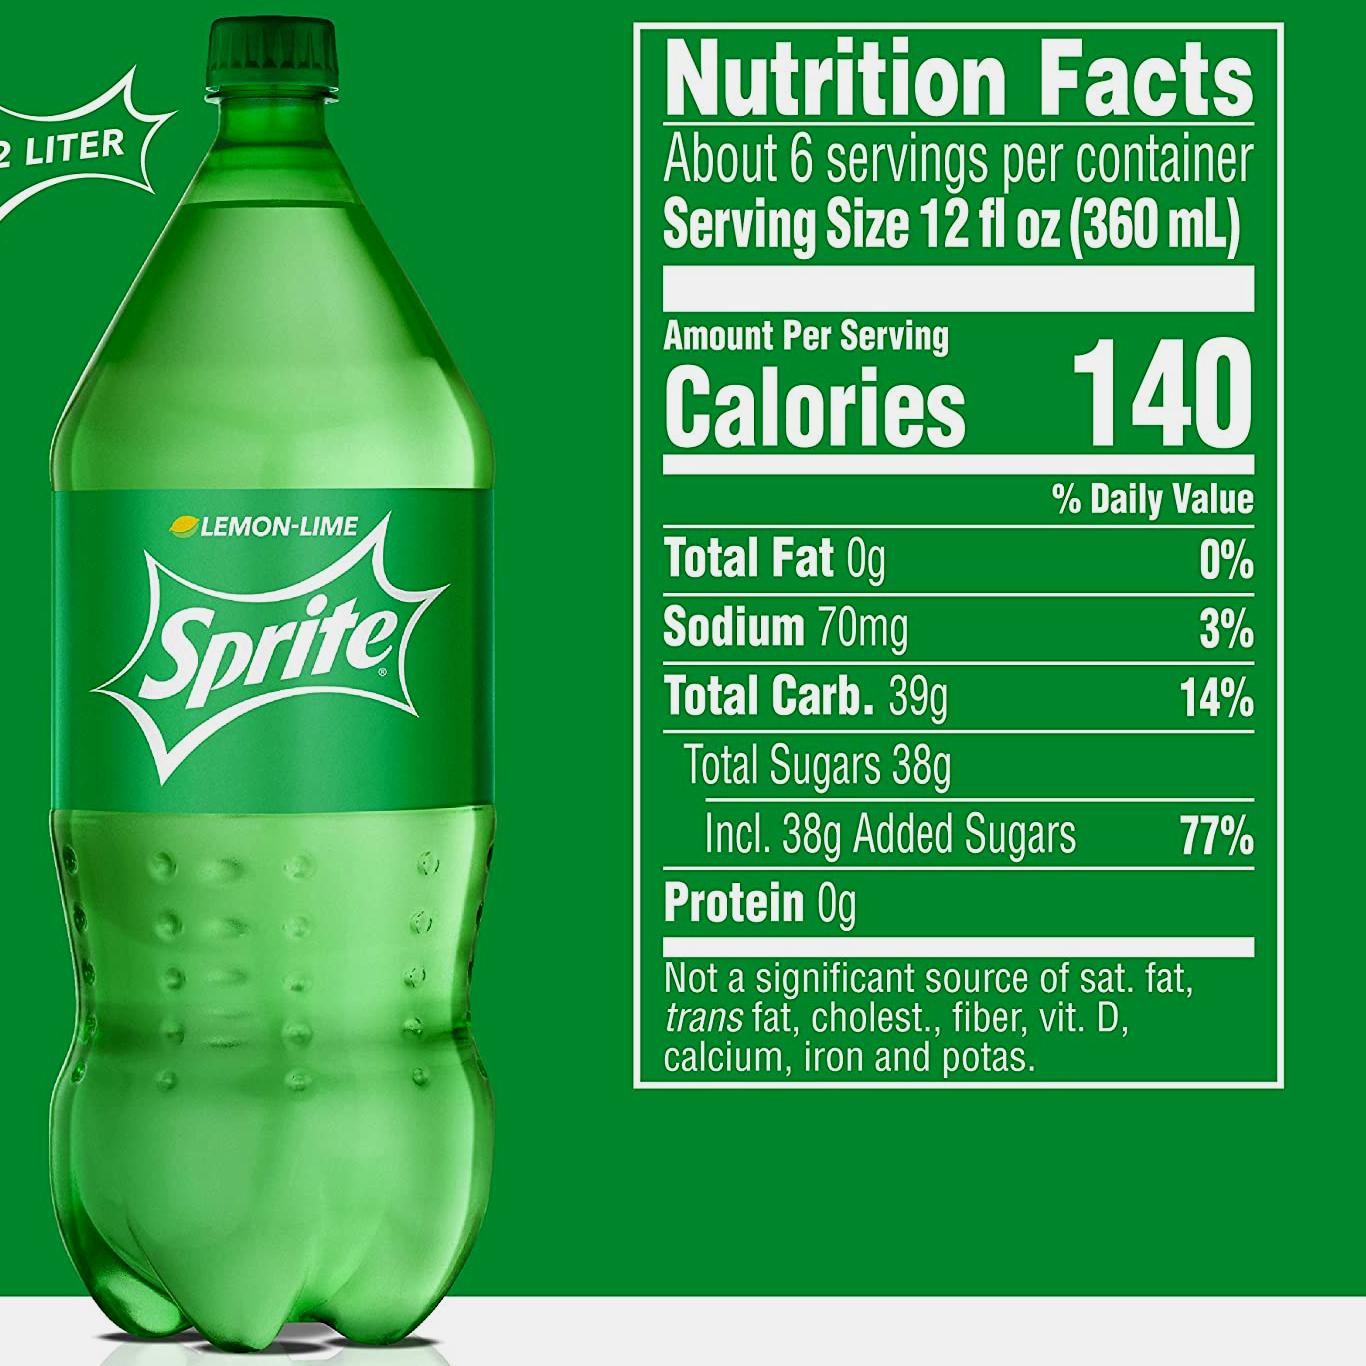 2 LITER
LEMON-LIME
Sprite®
Nutrition Facts
About 6 servings per container
Serving Size 12 fl oz (360 mL)
Amount Per Serving
Calories 140
% Daily Value
Total Fat 0g 0%
Sodium 70mg 3%
Total Carb. 39g 14%
Total Sugars 38g
Incl. 38g Added Sugars 77%
Protein 0g
Not a significant source of sat. fat,
trans fat, cholest., fiber, vit. D,
calcium, iron and potas.